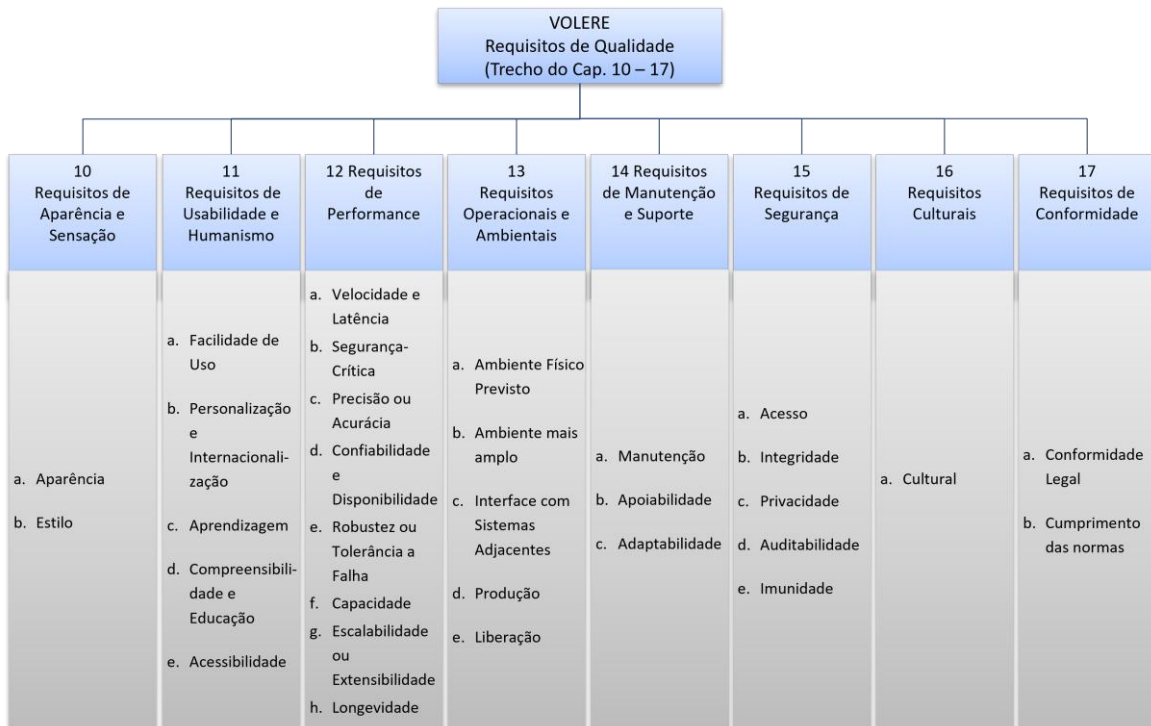 VOLERE
Requisitos de Qualidade
(Trecho do Cap. 10 – 17)
10
Requisitos de
Aparência e
Sensação
a. Aparência
b. Estilo
11
Requisitos de
Usabilidade e
Humanismo
a. Facilidade de
Uso
b. Personalização
e
Internacionali-
zação
c. Aprendizagem
d. Compreensibili-
dade e
Educação
e. Acessibilidade
12 Requisitos
de
Performance
a. Velocidade e
Latência
b. Segurança-
Crítica
c. Precisão ou
Acurácia
d. Confiabilidade
e
Disponibilidade
e. Robustez ou
Tolerância a
Falha
f. Capacidade
g. Escalabilidade
ou
Extensibilidade
h. Longevidade
13
Requisitos
Operacionais e
Ambientais
a. Ambiente Físico
Previsto
b. Ambiente mais
amplo
c. Interface com
Sistemas
Adjacentes
d. Produção
e. Liberação
14 Requisitos
de Manutenção
e Suporte
a. Manutenção
b. Apoiabilidade
c. Adaptabilidade
15
Requisitos de
Segurança
a. Acesso
b. Integridade
c. Privacidade
d. Auditabilidade
e. Imunidade
16
Requisitos
Culturais
a. Cultural
17
Requisitos de
Conformidade
a. Conformidade
Legal
b. Cumprimento
das normas